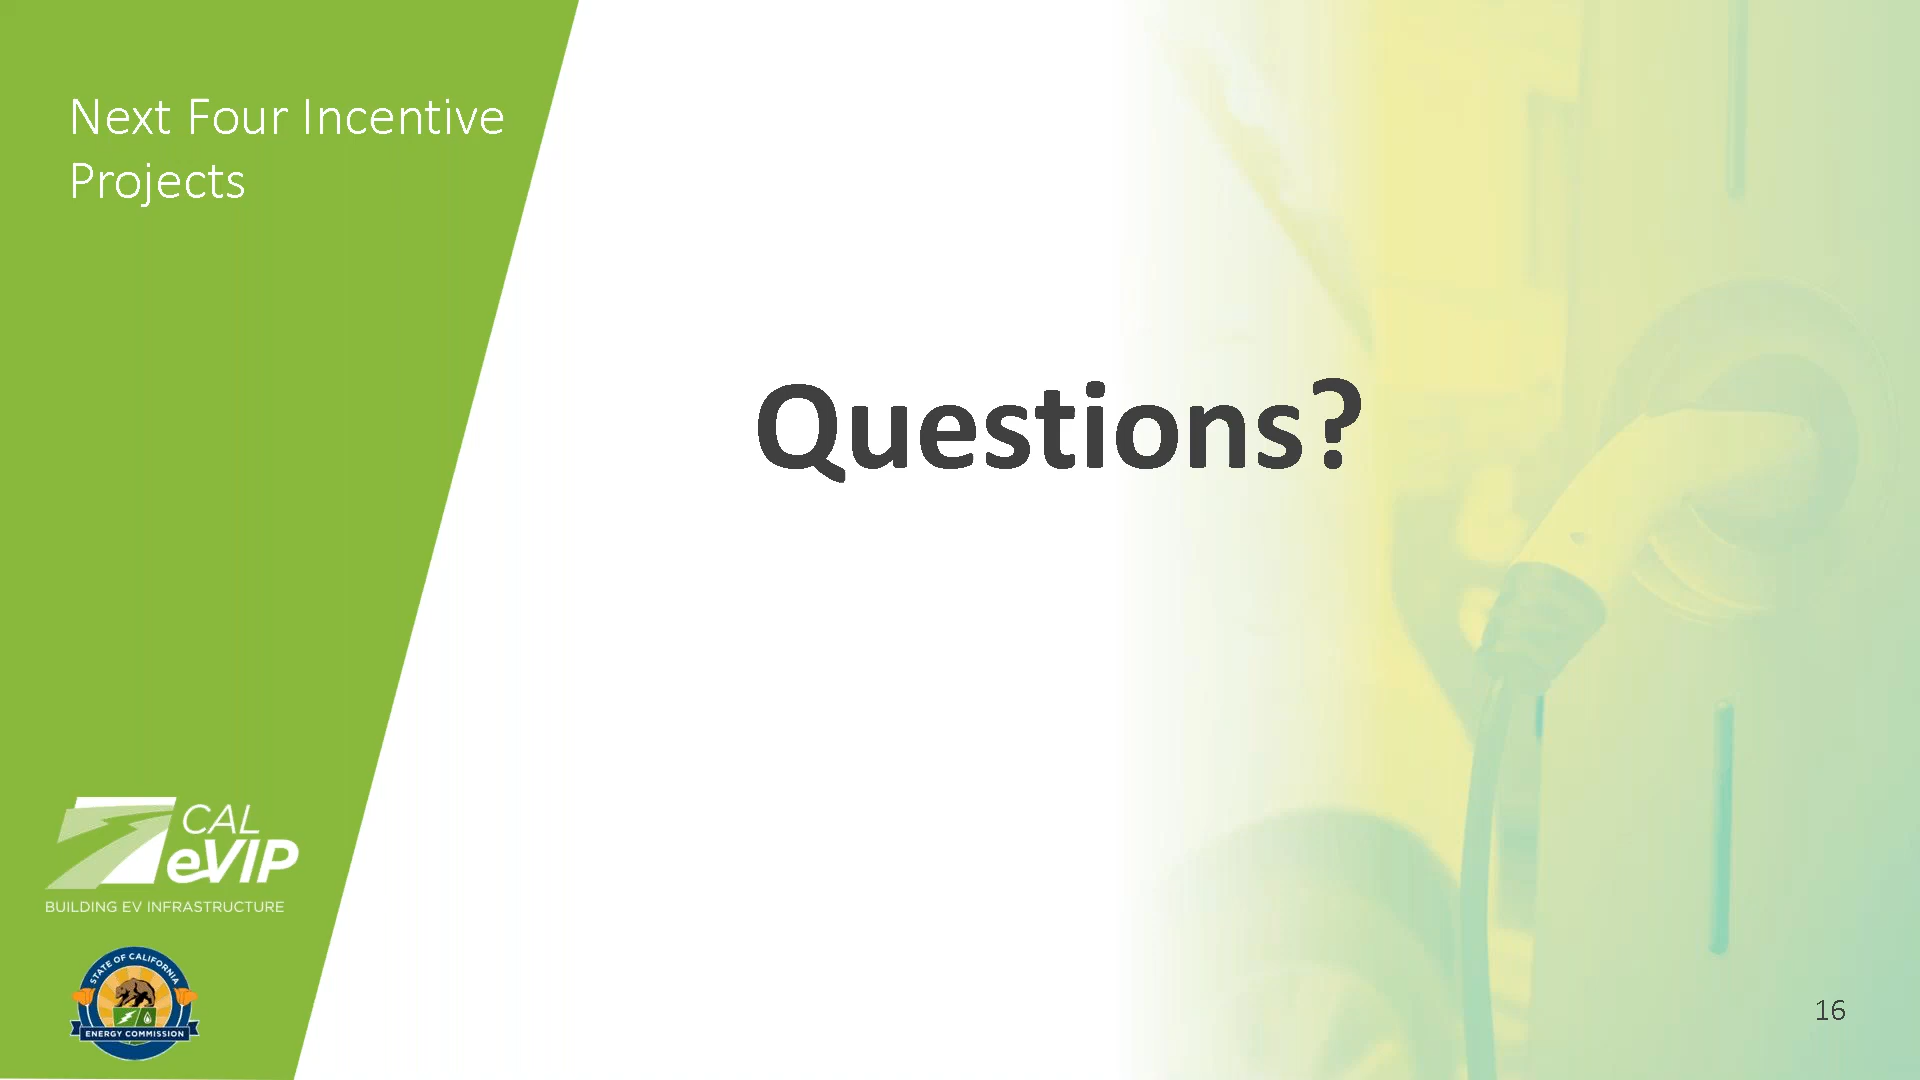 Next Four Incentive
Projects
Questions?
CAL
eVIP
BUILDING EV INFRASTRUCTURE
STATE OF CALIFORNIA
ENERGY COMMISSION
16